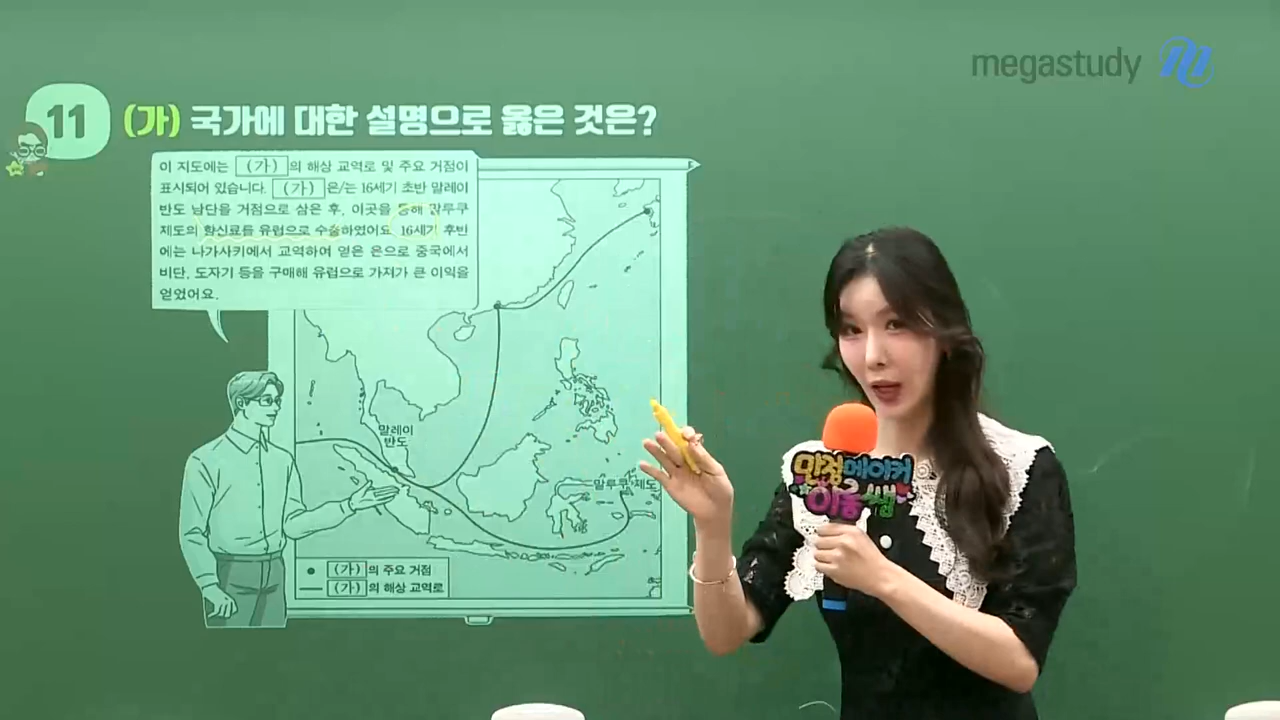 megastudy
11 (가) 국가에 대한 설명으로 옳은 것은?
이 지도에는 (가) 의 해상 교역로 및 주요 거점이
표시되어 있습니다. (가) 은/는 16세기 초반 말레이
반도 남단을 거점으로 삼은 후, 이곳을 통해 말루쿠
제도의 향신료를 유럽으로 수출하였어요. 16세기 후반
에는 나가사키에서 교역하여 얻은 은으로 중국에서
비단, 도자기 등을 구매해 유럽으로 가져가 큰 이익을
얻었어요.
말레이
반도
말루쿠 제도
● (가) 의 주요 거점
— (가) 의 해상 교역로
만점메이커
이웅쌤